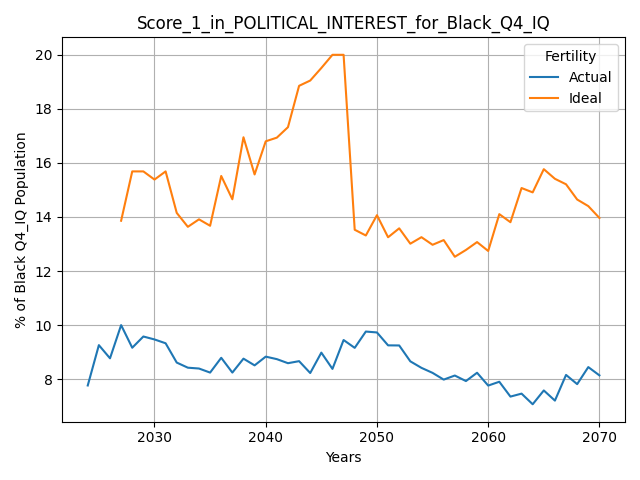 Score_1_in_POLITICAL_INTEREST_for_Black_Q4_IQ
Fertility
Actual
Ideal
% of Black Q4_IQ Population
20
18
16
14
12
10
8
2030 2040 2050 2060 2070
Years